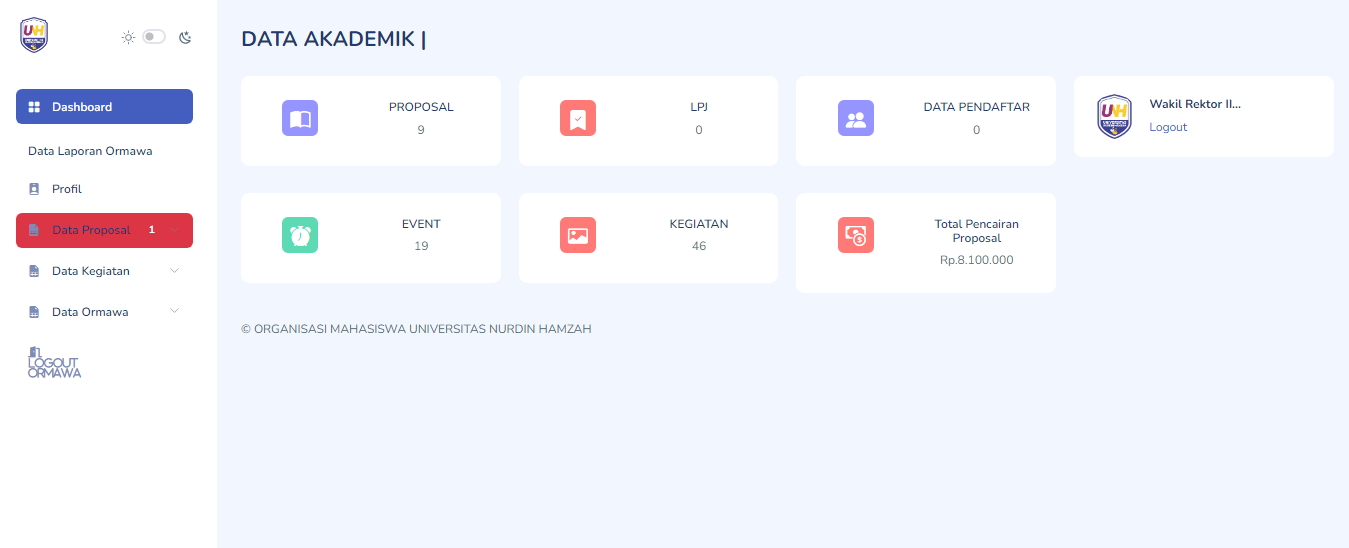 UNH
DATA AKADEMIK |
Dashboard
Data Laporan Ormawa
Profil
Data Proposal 1
Data Kegiatan
Data Ormawa
LOGOUT
ORMAWA
PROPOSAL
9
LPJ
0
DATA PENDAFTAR
0
UNH
Wakil Rektor II...
Logout
EVENT
19
KEGIATAN
46
Total Pencairan
Proposal
Rp.8.100.000
© ORGANISASI MAHASISWA UNIVERSITAS NURDIN HAMZAH